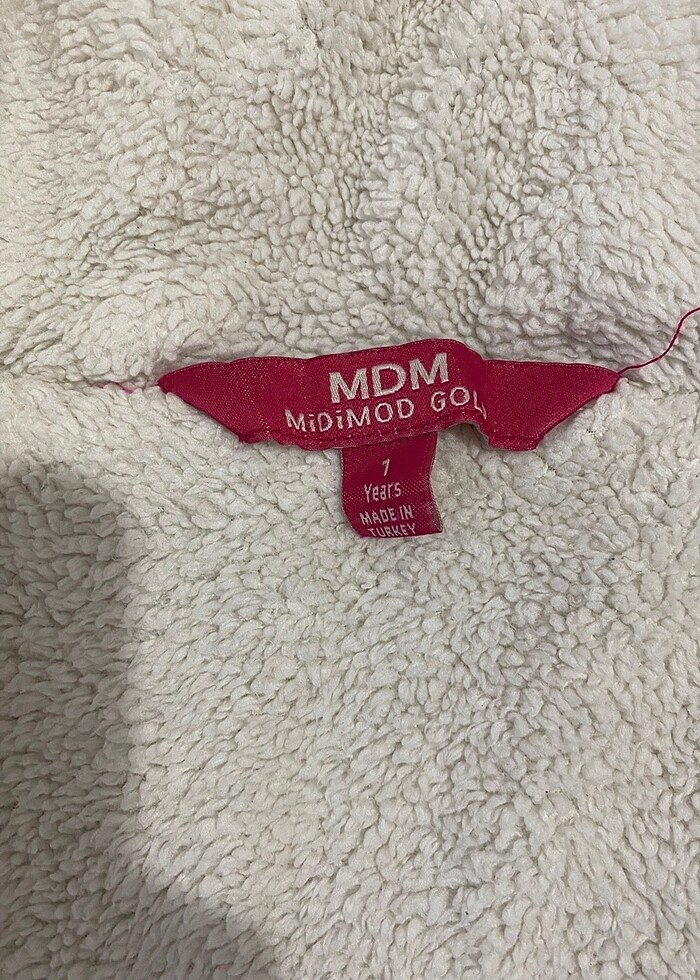 MDM
MiDiMOD GOL
1
Years
MADE IN
TURKEY